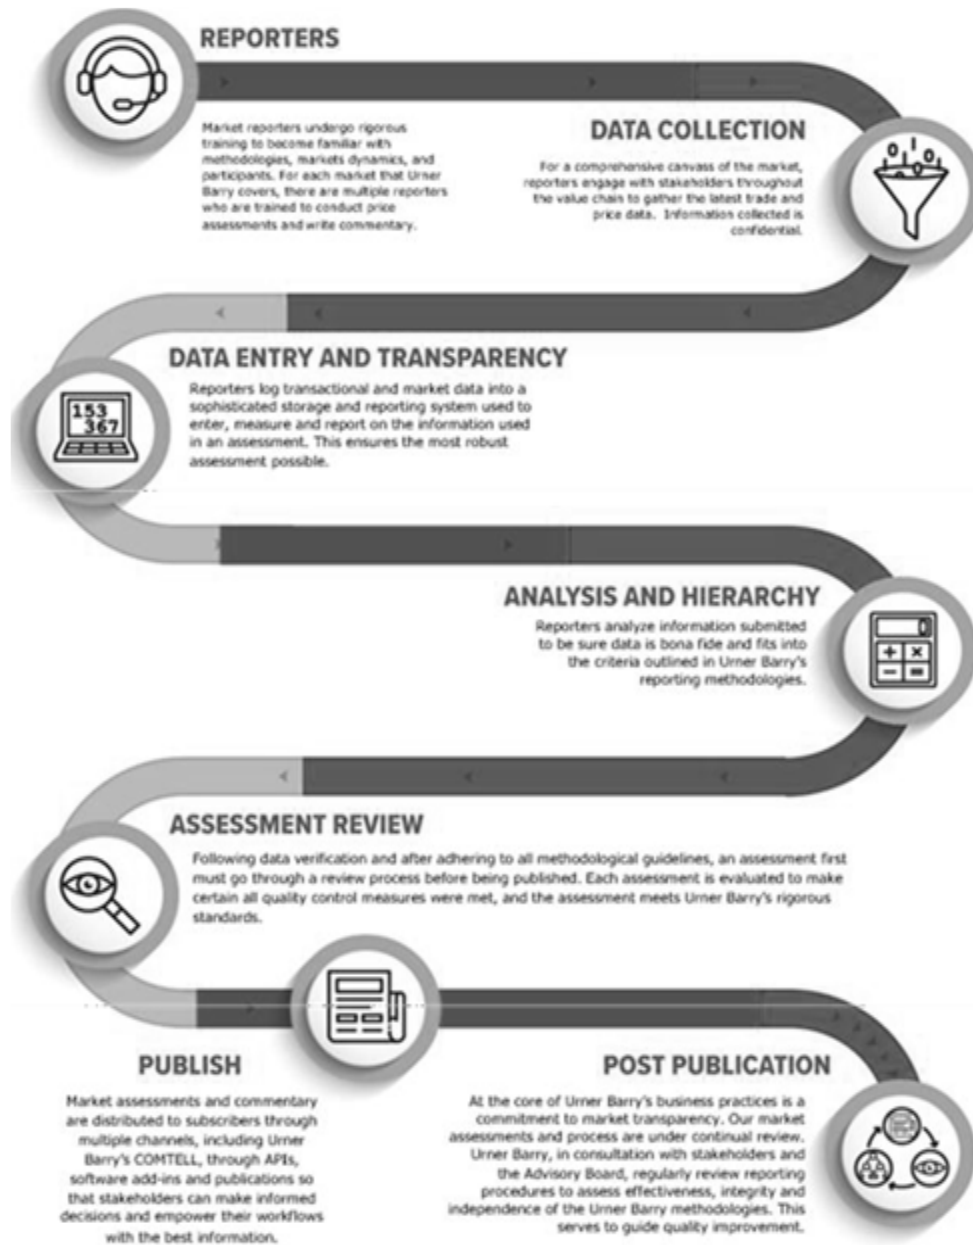 REPORTERS
Market reporters undergo rigorous
training to become familiar with
methodologies, markets dynamics, and
participants. For each market that Urner
Barry covers, there are multiple reporters
who are trained to conduct price
assessments and write commentary.
DATA COLLECTION
For a comprehensive canvass of the market,
reporters engage with stakeholders throughout
the value chain to gather the latest trade and
price data. Information collected is
confidential.
DATA ENTRY AND TRANSPARENCY
Reporters log transactional and market data into a
sophisticated storage and reporting system used to
enter, measure and report on the information used
in an assessment. This ensures the most robust
assessment possible.
153
367
ANALYSIS AND HIERARCHY
Reporters analyze information submitted
to be sure data is bona fide and fits into
the criteria outlined in Urner Barry's
reporting methodologies.
ASSESSMENT REVIEW
Following data verification and after adhering to all methodological guidelines, an assessment first
must go through a review process before being published. Each assessment is evaluated to make
certain all quality control measures were met, and the assessment meets Urner Barry's rigorous
standards.
PUBLISH
Market assessments and commentary
are distributed to subscribers through
multiple channels, including Urner
Barry's COMTELL, through APIs,
software add-ins and publications so
that stakeholders can make informed
decisions and empower their workflows
with the best information.
POST PUBLICATION
At the core of Urner Barry's business practices is a
commitment to market transparency. Our market
assessments and process are under continual review.
Urner Barry, in consultation with stakeholders and
the Advisory Board, regularly review reporting
procedures to assess effectiveness, integrity and
independence of the Urner Barry methodologies. This
serves to guide quality improvement.